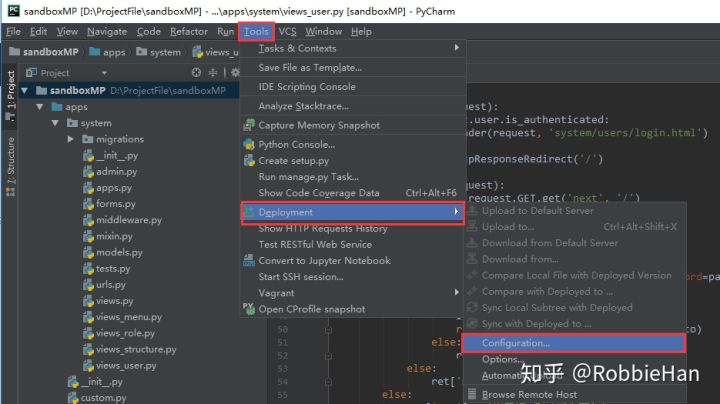 sandboxMP [D:\ProjectFile\sandboxMP] - ...\apps\system\views_user.py [sandboxMP] - PyCharm
File Edit View Navigate Code Refactor Run Tools VCS Window Help
sandboxMP apps system views_u
Project
1: Project
7: Structure
sandboxMP D:\ProjectFile\sandboxMP
apps
system
migrations
__init__.py
admin.py
apps.py
forms.py
middleware.py
mixin.py
models.py
tests.py
urls.py
views.py
views_menu.py
views_role.py
views_structure.py
views_user.py
__init__.py
custom.py
Tasks & Contexts
Save File as Template...
IDE Scripting Console
Analyze Stacktrace...
Capture Memory Snapshot
Python Console...
Create setup.py
Run manage.py Task...
Show Code Coverage Data Ctrl+Alt+F6
Deployment
Show HTTP Requests History
Test RESTful Web Service
Convert to Jupyter Notebook
Start SSH session...
Vagrant
Open CProfile snapshot
quest):
t.user.is_authenticated:
nder(request, 'system/users/login.html')
tpResponseRedirect('/')
quest):
request.GET.get('next', '/')
Upload to Default Server
Upload to... Ctrl+Alt+Shift+X
Download from Default Server
Download from...
Compare Local File with Deployed Version
Compare with Deployed to ...
Sync Local Subtree with Deployed
Sync with Deployed to ...
Configuration...
Options...
Browse Remote Host
ord=pa
to)
50
51
52
53
54
55
else:
else:
ret['
else:
知乎 @RobbieHan